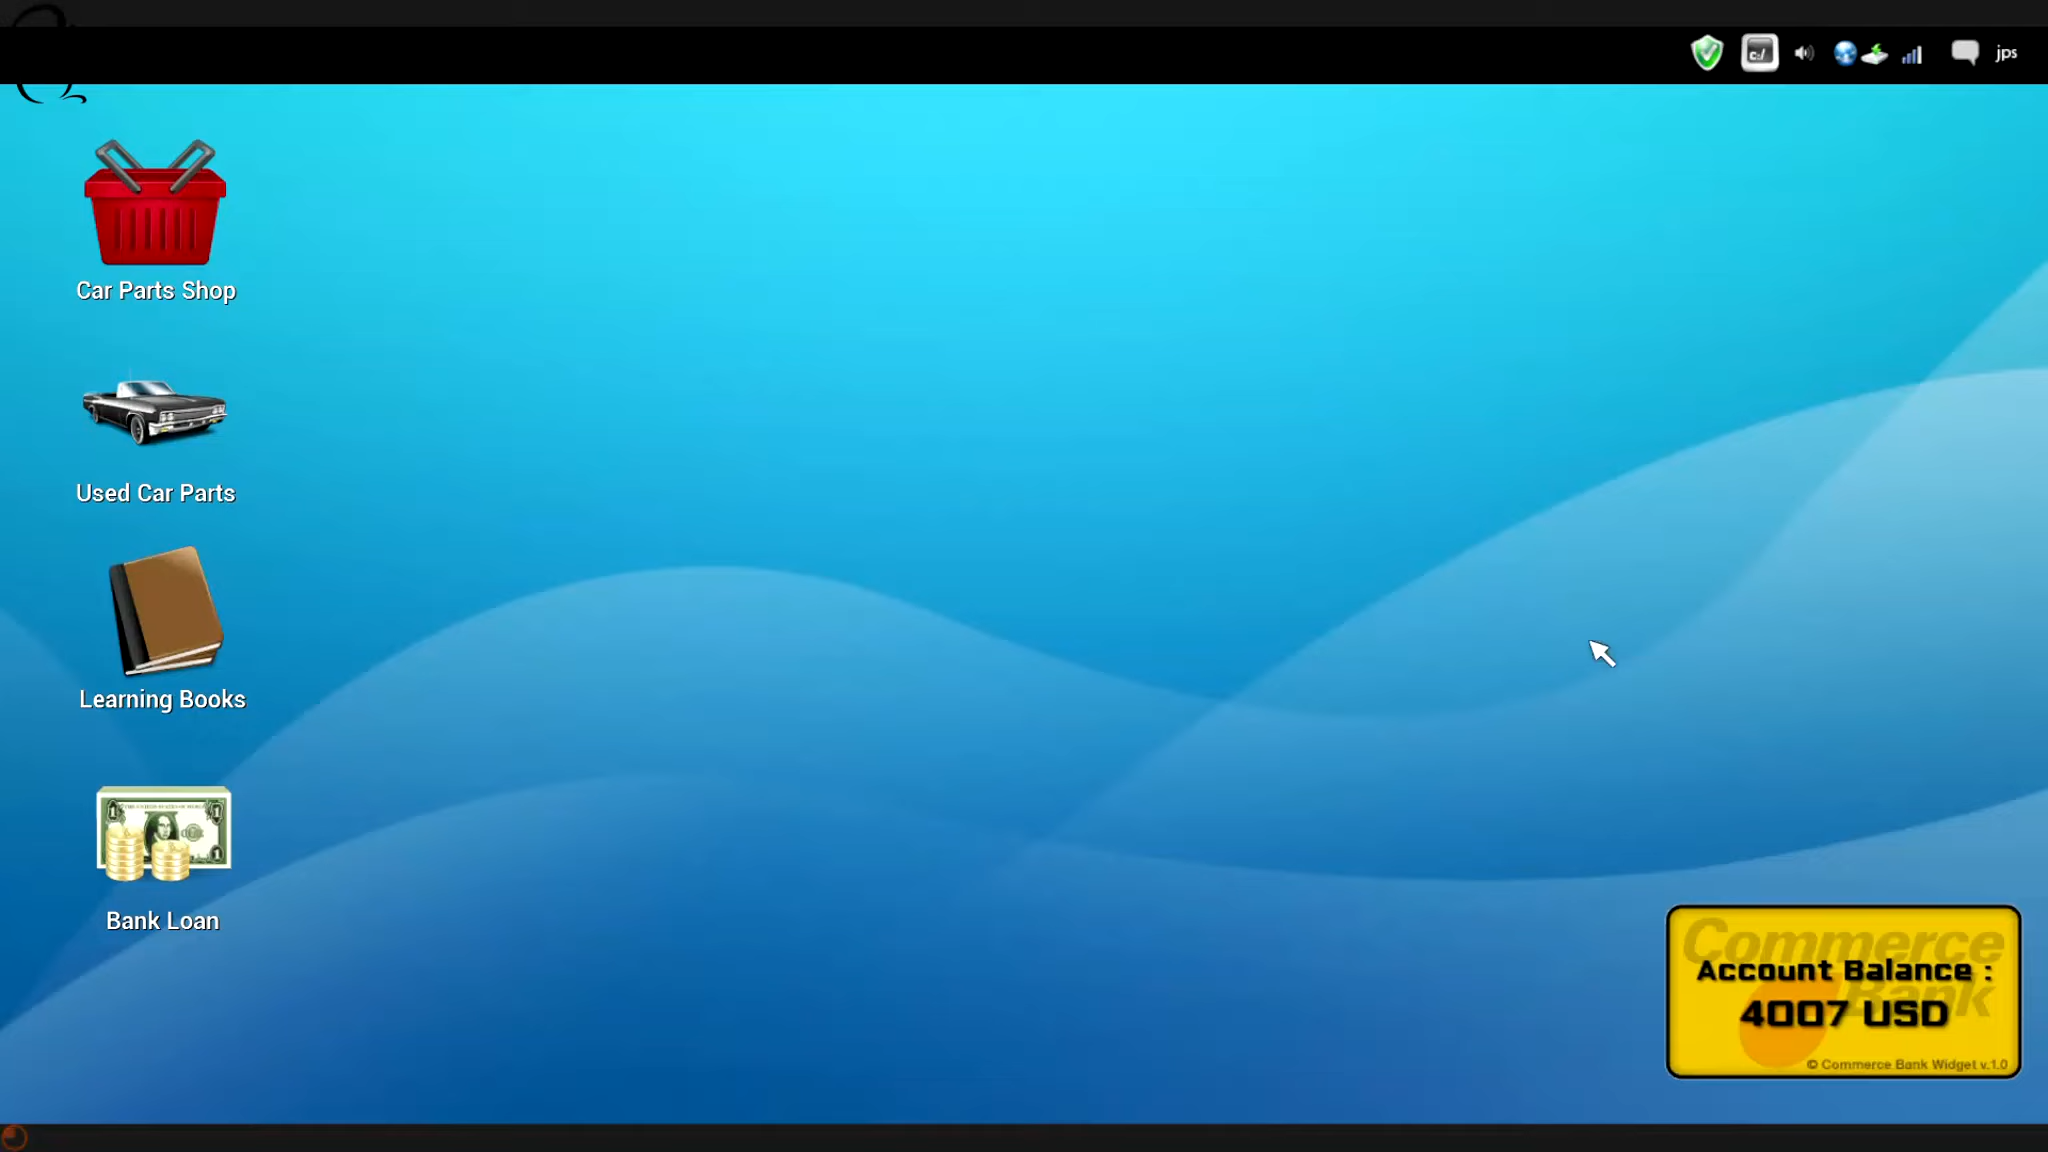 c:/
jps
Car Parts Shop
Used Car Parts
Learning Books
Bank Loan
Commerce
Bank
Account Balance :
4007 USD
© Commerce Bank Widget v.1.0